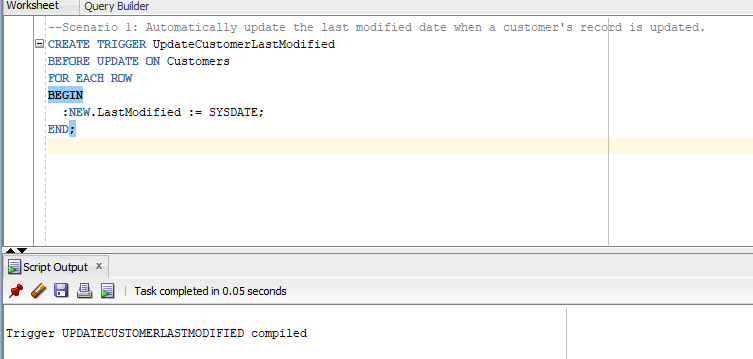 Worksheet Query Builder
--Scenario 1: Automatically update the last modified date when a customer's record is updated.
CREATE TRIGGER UpdateCustomerLastModified
BEFORE UPDATE ON Customers
FOR EACH ROW
BEGIN
:NEW.LastModified := SYSDATE;
END;
Script Output x
Task completed in 0.05 seconds
Trigger UPDATECUSTOMERLASTMODIFIED compiled